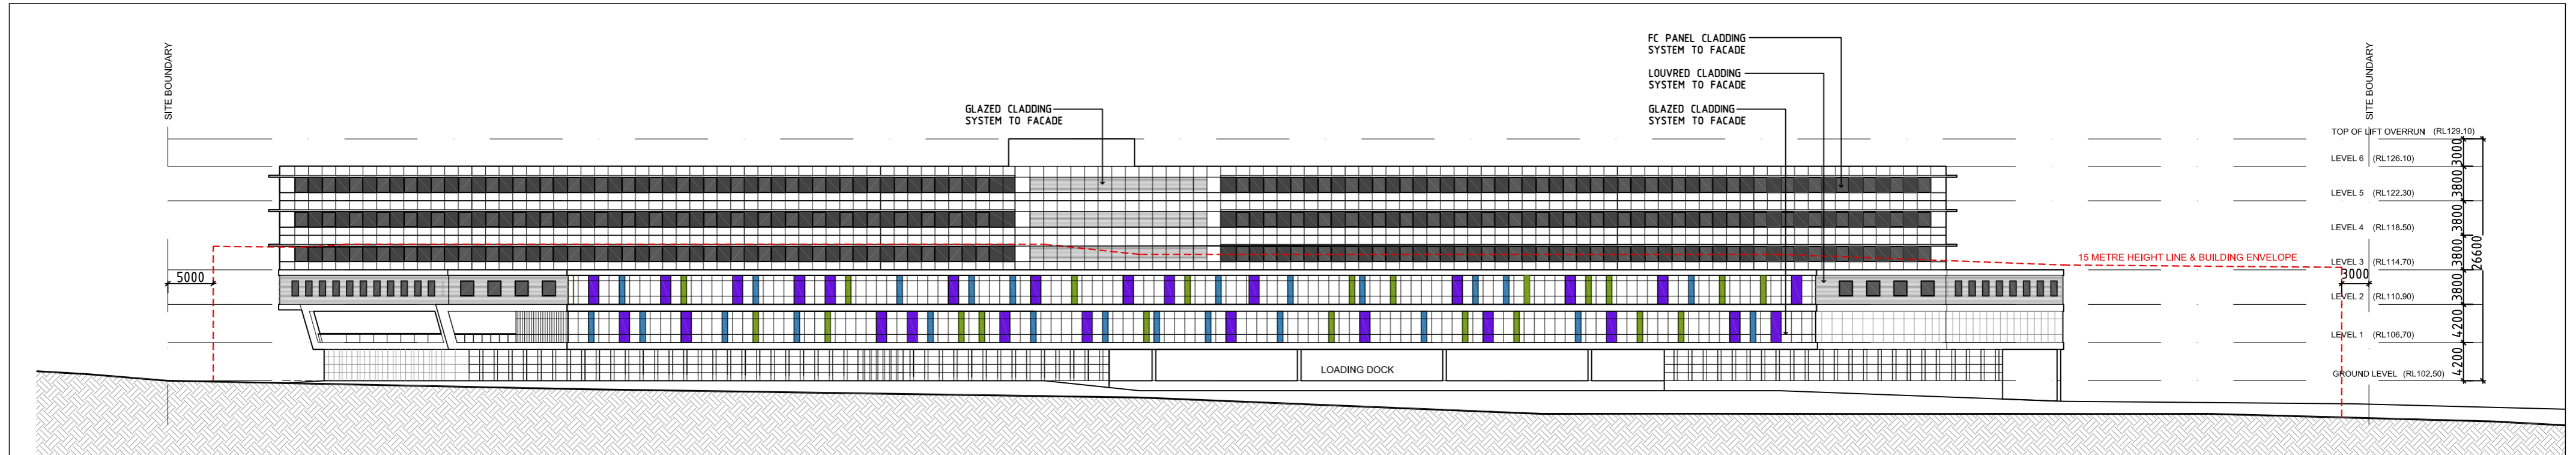 SITE BOUNDARY
FC PANEL CLADDING
SYSTEM TO FACADE
LOUVRED CLADDING
SYSTEM TO FACADE
GLAZED CLADDING
SYSTEM TO FACADE
GLAZED CLADDING
SYSTEM TO FACADE
SITE BOUNDARY
TOP OF LIFT OVERRUN (RL129.10)
3000
LEVEL 6 (RL126.10)
3800
LEVEL 5 (RL122.30)
3800
LEVEL 4 (RL118.50)
3800
26600
15 METRE HEIGHT LINE & BUILDING ENVELOPE
LEVEL 3 (RL114.70)
5000
3000
3800
LEVEL 2 (RL110.90)
4200
LEVEL 1 (RL106.70)
4200
LOADING DOCK
GROUND LEVEL (RL102.50)